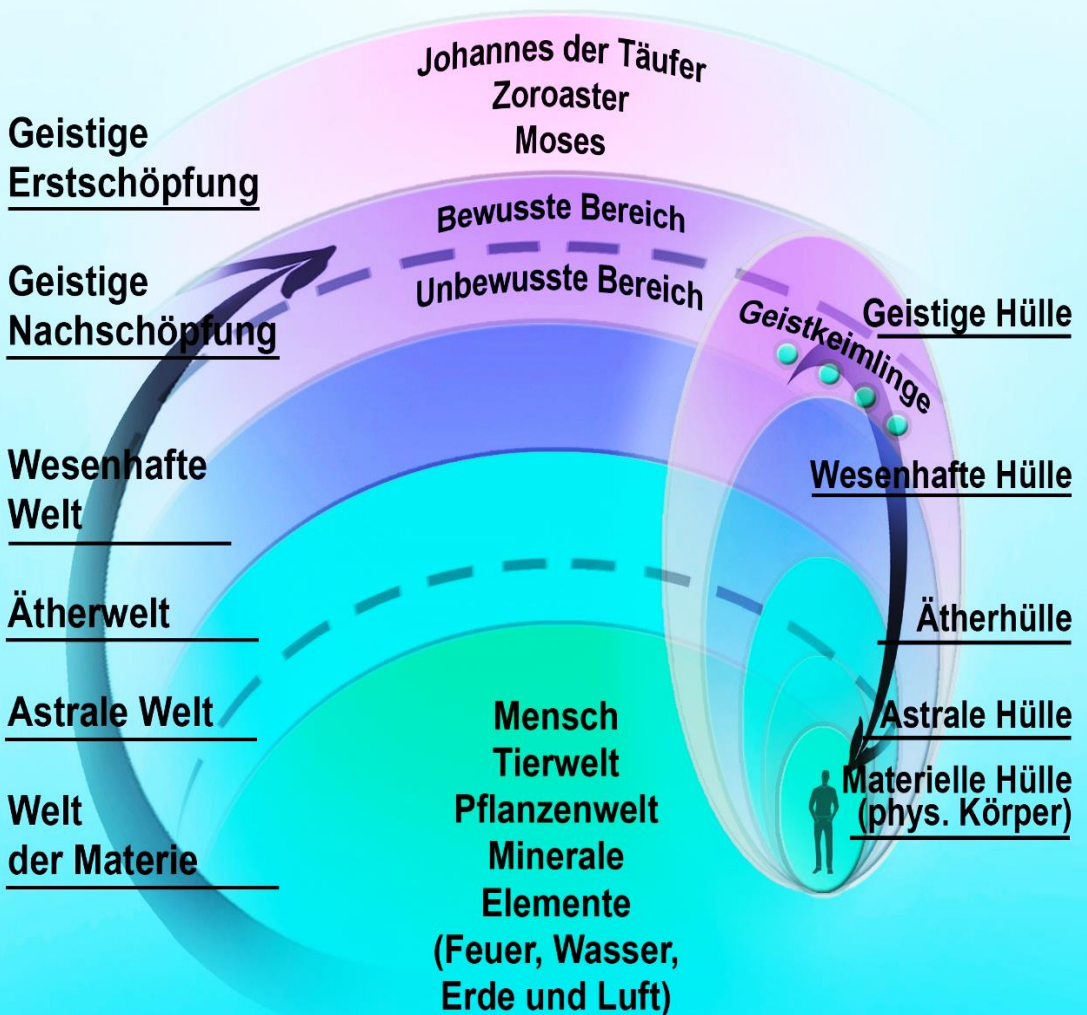 Johannes der Täufer
Zoroaster
Moses
Geistige
Erstschöpfung
Bewusste Bereich
Unbewusste Bereich
Geistige
Nachschöpfung
Geistkeimlinge
Geistige Hülle
Wesenhafte
Welt
Wesenhafte Hülle
Ätherwelt
Ätherhülle
Astrale Welt
Astrale Hülle
Welt
der Materie
Materielle Hülle
(phys. Körper)
Mensch
Tierwelt
Pflanzenwelt
Minerale
Elemente
(Feuer, Wasser,
Erde und Luft)